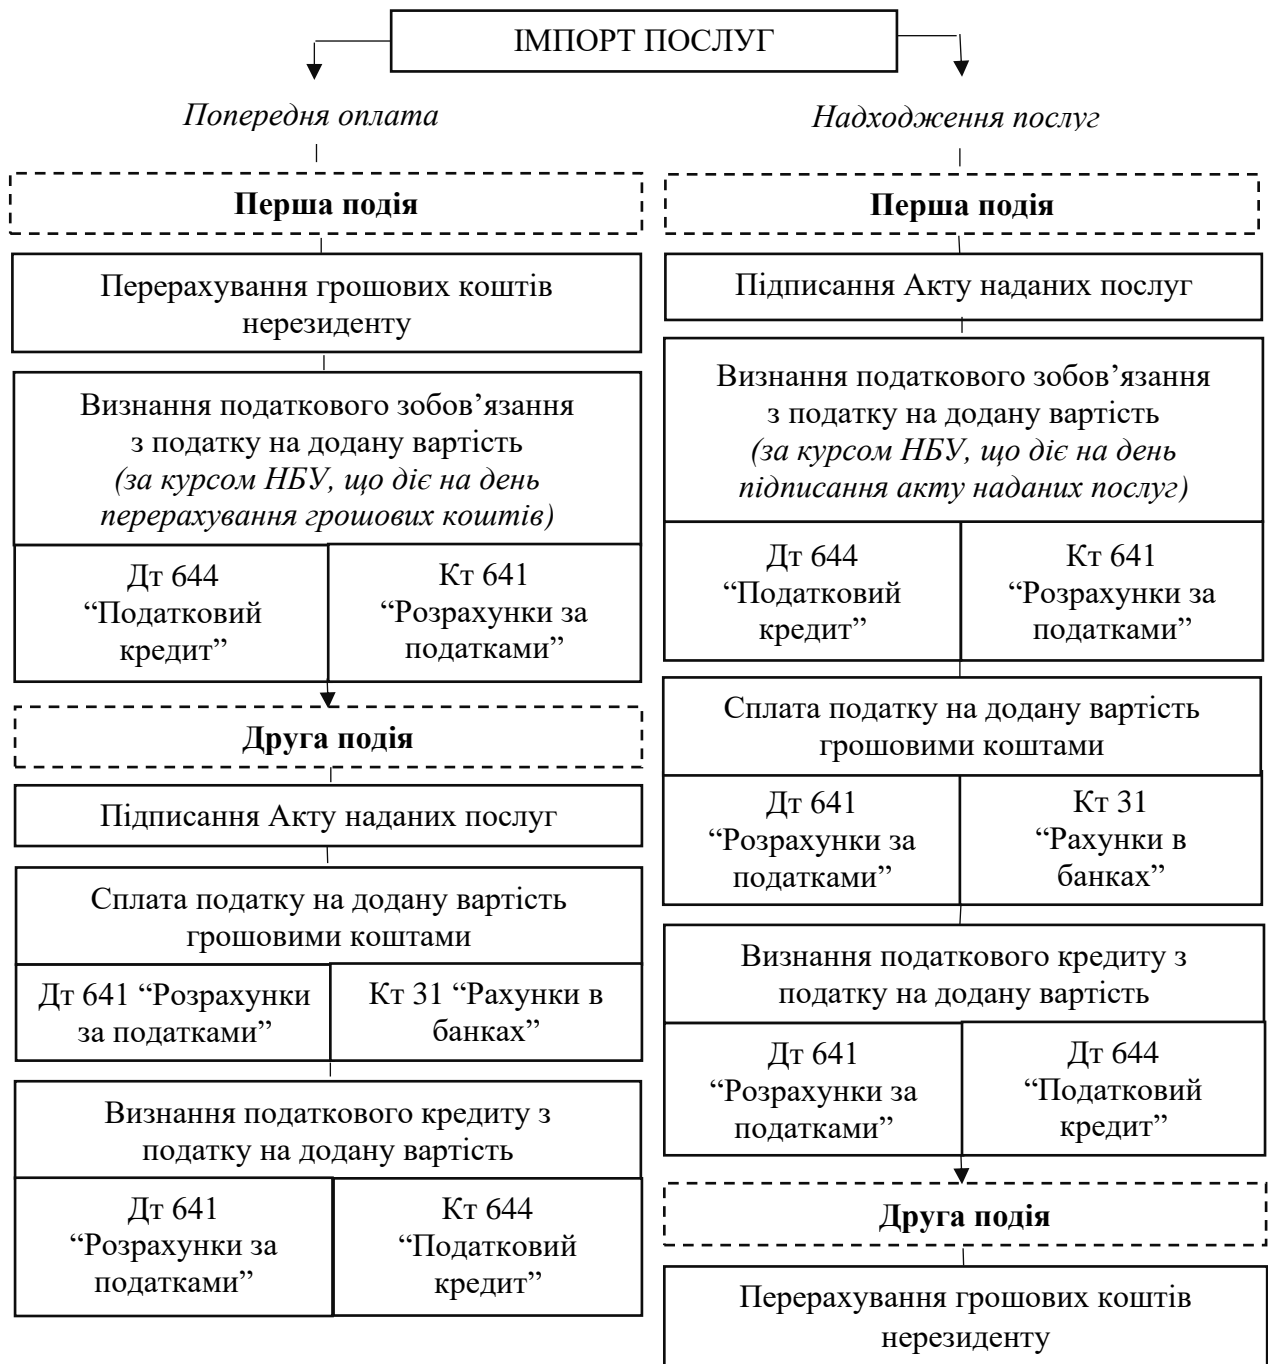 ІМПОРТ ПОСЛУГ
Попередня оплата
Перша подія
Перерахування грошових коштів
нерезиденту
Визнання податкового зобов’язання
з податку на додану вартість
(за курсом НБУ, що діє на день
перерахування грошових коштів)
Дт 644
“Податковий
кредит”
Кт 641
“Розрахунки за
податками”
Друга подія
Підписання Акту наданих послуг
Сплата податку на додану вартість
грошовими коштами
Дт 641 “Розрахунки
за податками”
Кт 31 “Рахунки в
банках”
Визнання податкового кредиту з
податку на додану вартість
Дт 641
“Розрахунки за
податками”
Кт 644
“Податковий
кредит”
Надходження послуг
Перша подія
Підписання Акту наданих послуг
Визнання податкового зобов’язання
з податку на додану вартість
(за курсом НБУ, що діє на день
підписання акту наданих послуг)
Дт 644
“Податковий
кредит”
Кт 641
“Розрахунки за
податками”
Сплата податку на додану вартість
грошовими коштами
Дт 641
“Розрахунки за
податками”
Кт 31
“Рахунки в
банках”
Визнання податкового кредиту з
податку на додану вартість
Дт 641
“Розрахунки за
податками”
Дт 644
“Податковий
кредит”
Друга подія
Перерахування грошових коштів
нерезиденту